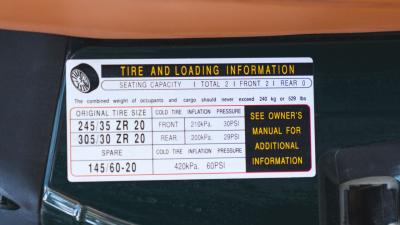 TIRE AND LOADING INFORMATION
SEATING CAPACITY | TOTAL 2 | FRONT 2 | REAR 0
The combined weight of occupants and cargo should never exceed 240 kg or 529 lbs
ORIGINAL TIRE SIZE
245/35 ZR 20
305/30 ZR 20
SPARE
145/60-20
COLD TIRE INFLATION PRESSURE
FRONT 210kPa, 30PSI
REAR 200kPa, 29PSI
COLD TIRE INFLATION PRESSURE
420kPa, 60PSI
SEE OWNER'S
MANUAL FOR
ADDITIONAL
INFORMATION